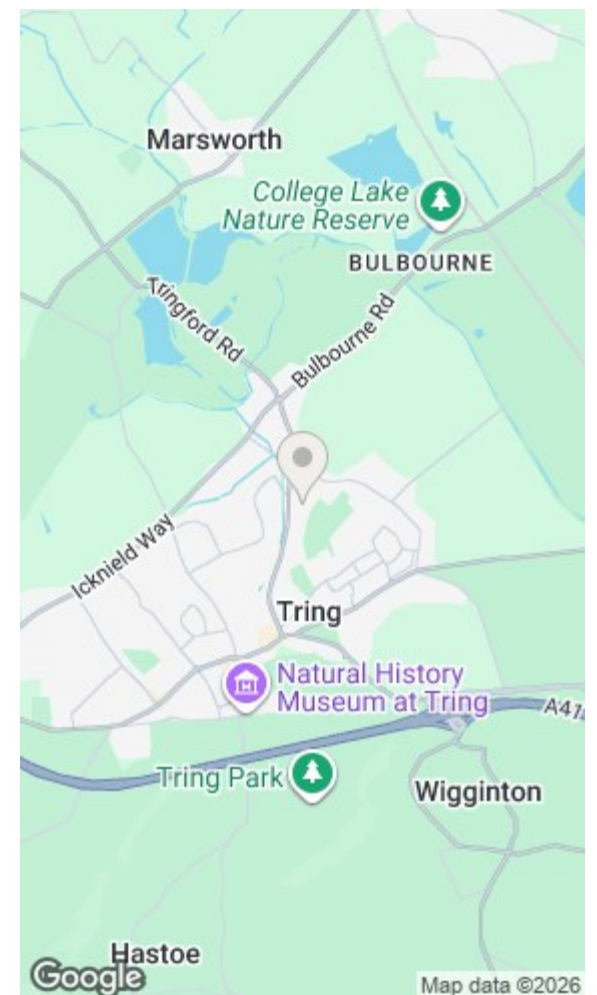 Marsworth
College Lake
Nature Reserve
BULBOURNE
Tringford Rd
Bulbourne Rd
Icknield Way
Tring
Natural History
Museum at Tring
A41
Tring Park
Wigginton
Hastoe
Google
Map data ©2026